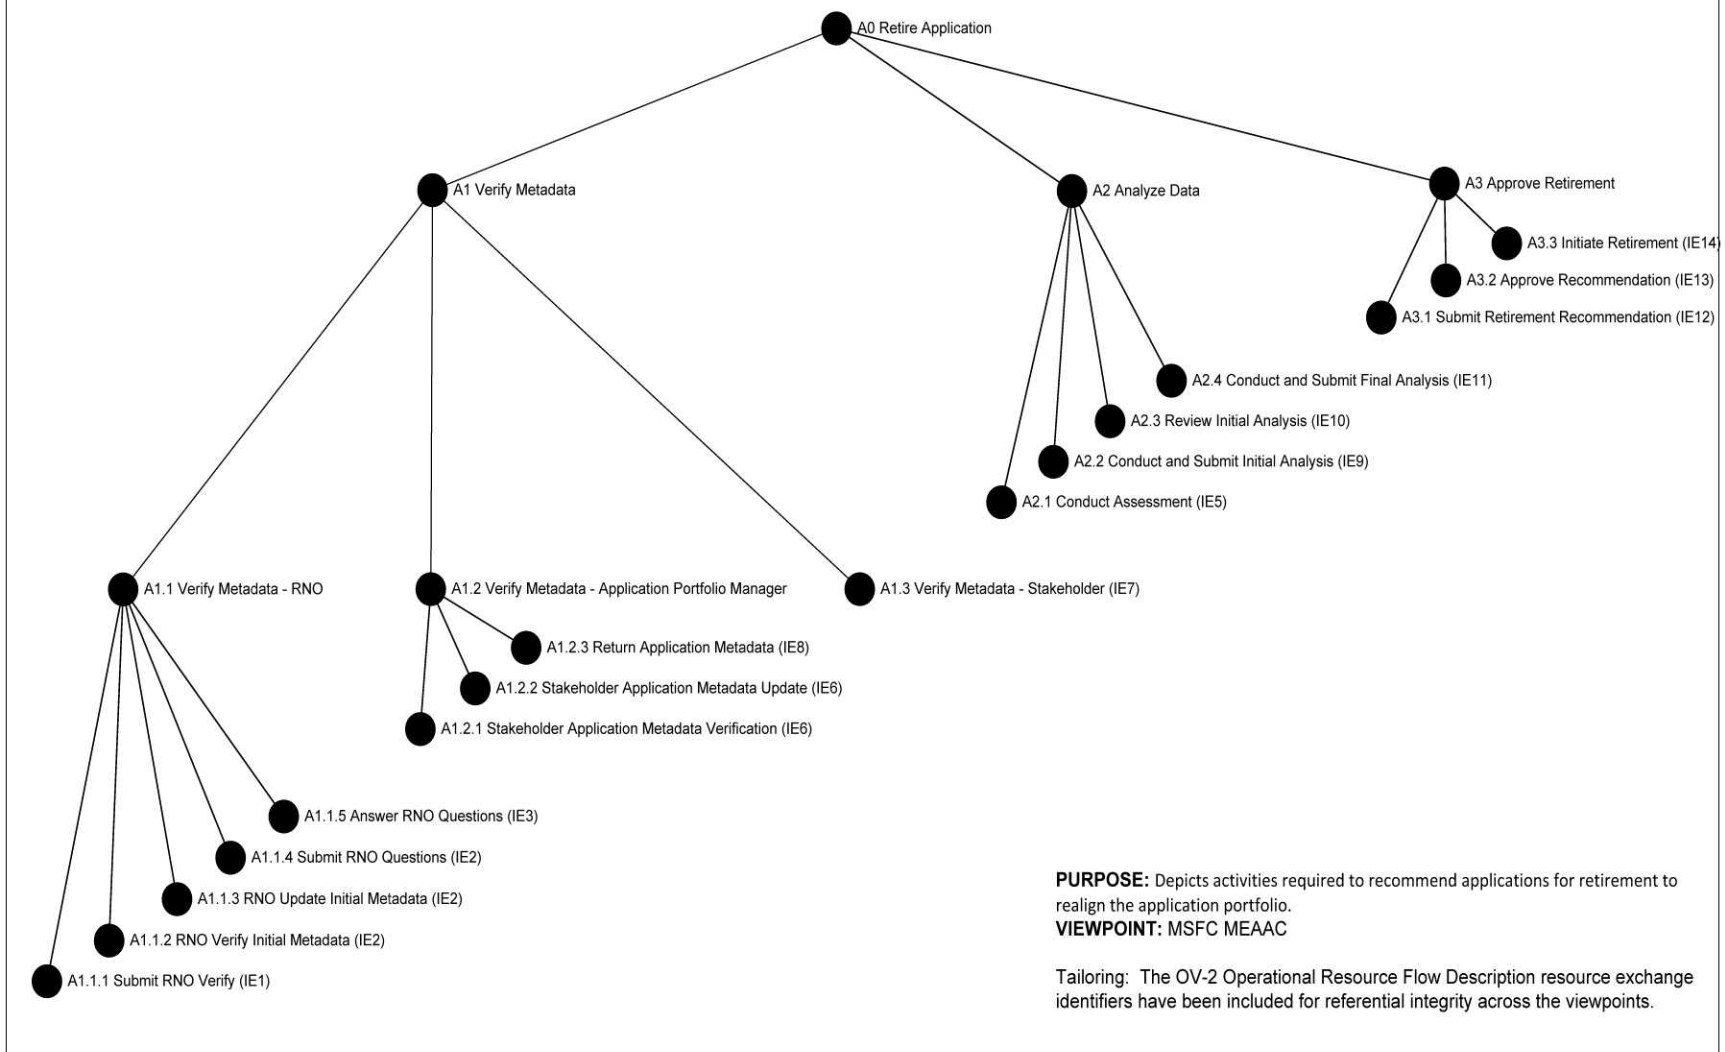 A0 Retire Application
A1 Verify Metadata
A2 Analyze Data
A3 Approve Retirement
A3.3 Initiate Retirement (IE14)
A3.2 Approve Recommendation (IE13)
A3.1 Submit Retirement Recommendation (IE12)
A2.4 Conduct and Submit Final Analysis (IE11)
A2.3 Review Initial Analysis (IE10)
A2.2 Conduct and Submit Initial Analysis (IE9)
A2.1 Conduct Assessment (IE5)
A1.1 Verify Metadata - RNO
A1.2 Verify Metadata - Application Portfolio Manager
A1.3 Verify Metadata - Stakeholder (IE7)
A1.2.3 Return Application Metadata (IE8)
A1.2.2 Stakeholder Application Metadata Update (IE6)
A1.2.1 Stakeholder Application Metadata Verification (IE6)
A1.1.5 Answer RNO Questions (IE3)
A1.1.4 Submit RNO Questions (IE2)
A1.1.3 RNO Update Initial Metadata (IE2)
A1.1.2 RNO Verify Initial Metadata (IE2)
A1.1.1 Submit RNO Verify (IE1)
PURPOSE: Depicts activities required to recommend applications for retirement to
realign the application portfolio.
VIEWPOINT: MSFC MEAAC
Tailoring: The OV-2 Operational Resource Flow Description resource exchange
identifiers have been included for referential integrity across the viewpoints.